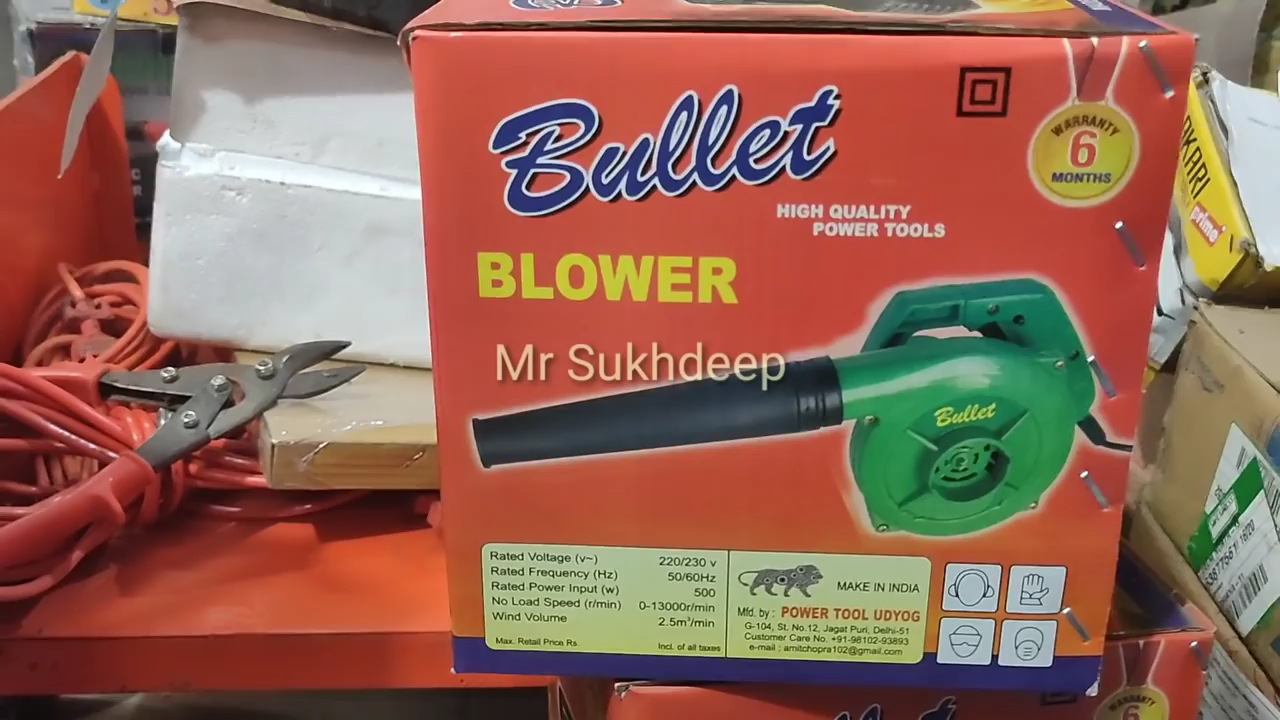 Bullet
HIGH QUALITY
POWER TOOLS
WARRANTY
6
MONTHS
BLOWER
Mr Sukhdeep
Bullet
Rated Voltage (v~) 220/230 v
Rated Frequency (Hz) 50/60Hz
Rated Power Input (w) 500
No Load Speed (r/min) 0-13000r/min
Wind Volume 2.5m³/min
Max. Retail Price Rs. Incl. of all taxes
MAKE IN INDIA
Mfd. by : POWER TOOL UDYOG
G-104, St. No.12, Jagat Puri, Delhi-51
Customer Care No. +91-98102-93893
e-mail : amitchopra102@gmail.com
prime
WARRANTY
6